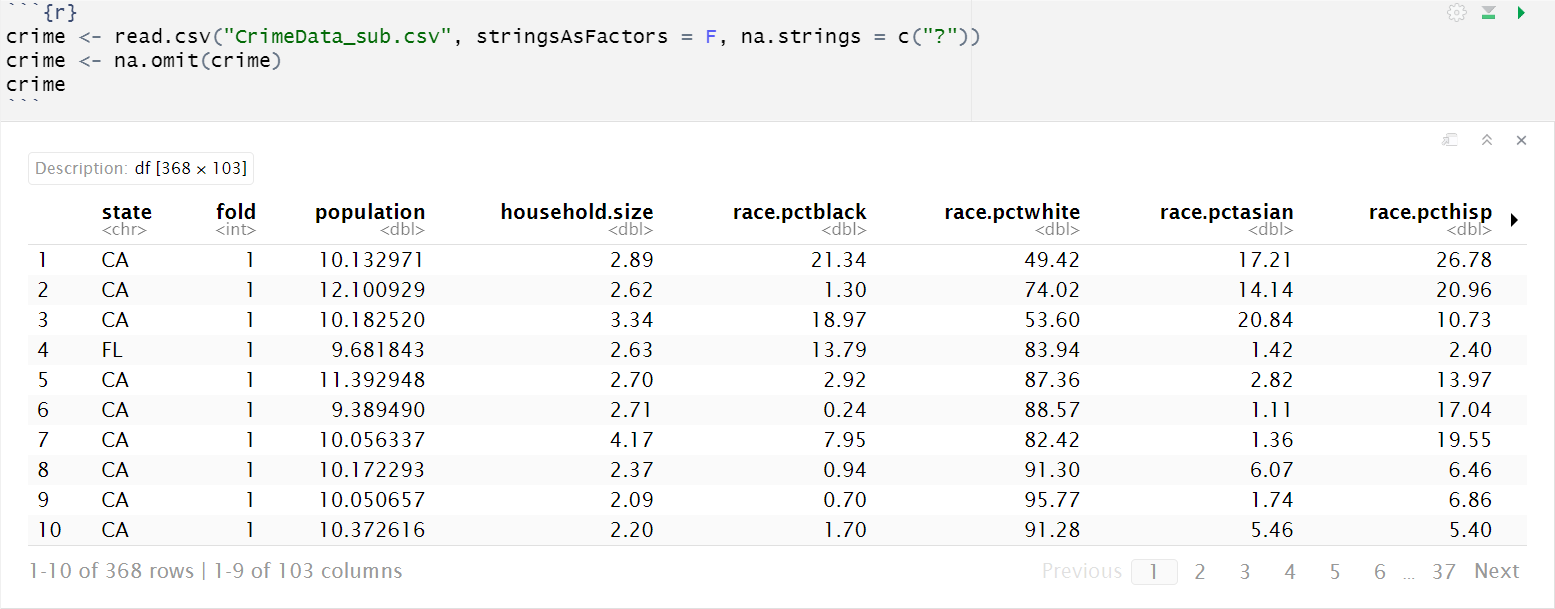 ```{r}
crime <- read.csv("CrimeData_sub.csv", stringsAsFactors = F, na.strings = c("?"))
crime <- na.omit(crime)
crime
```
Description: df [368 × 103]
state fold population household.size race.pctblack race.pctwhite race.pctasian race.pcthisp
<chr> <int> <dbl> <dbl> <dbl> <dbl> <dbl> <dbl>
1 CA 1 10.132971 2.89 21.34 49.42 17.21 26.78
2 CA 1 12.100929 2.62 1.30 74.02 14.14 20.96
3 CA 1 10.182520 3.34 18.97 53.60 20.84 10.73
4 FL 1 9.681843 2.63 13.79 83.94 1.42 2.40
5 CA 1 11.392948 2.70 2.92 87.36 2.82 13.97
6 CA 1 9.389490 2.71 0.24 88.57 1.11 17.04
7 CA 1 10.056337 4.17 7.95 82.42 1.36 19.55
8 CA 1 10.172293 2.37 0.94 91.30 6.07 6.46
9 CA 1 10.050657 2.09 0.70 95.77 1.74 6.86
10 CA 1 10.372616 2.20 1.70 91.28 5.46 5.40
1-10 of 368 rows | 1-9 of 103 columns Previous 1 2 3 4 5 6 ... 37 Next